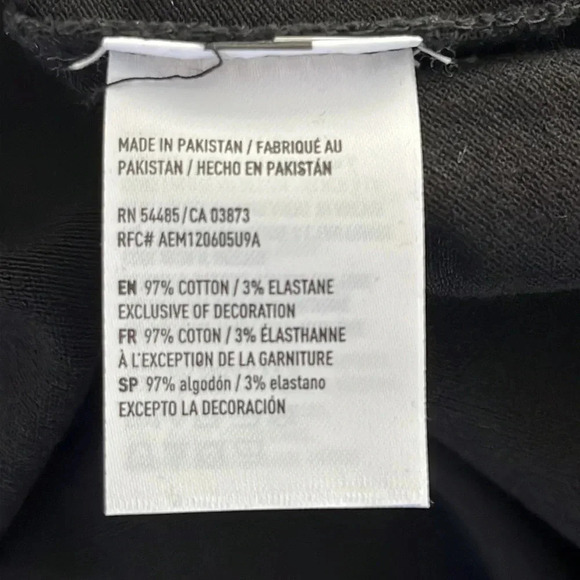 MADE IN PAKISTAN / FABRIQUÉ AU
PAKISTAN / HECHO EN PAKISTÁN
RN 54485/CA 03873
RFC# AEM120605U9A
EN 97% COTTON / 3% ELASTANE
EXCLUSIVE OF DECORATION
FR 97% COTON / 3% ÉLASTHANNE
À L'EXCEPTION DE LA GARNITURE
SP 97% algodón / 3% elastano
EXCEPTO LA DECORACIÓN